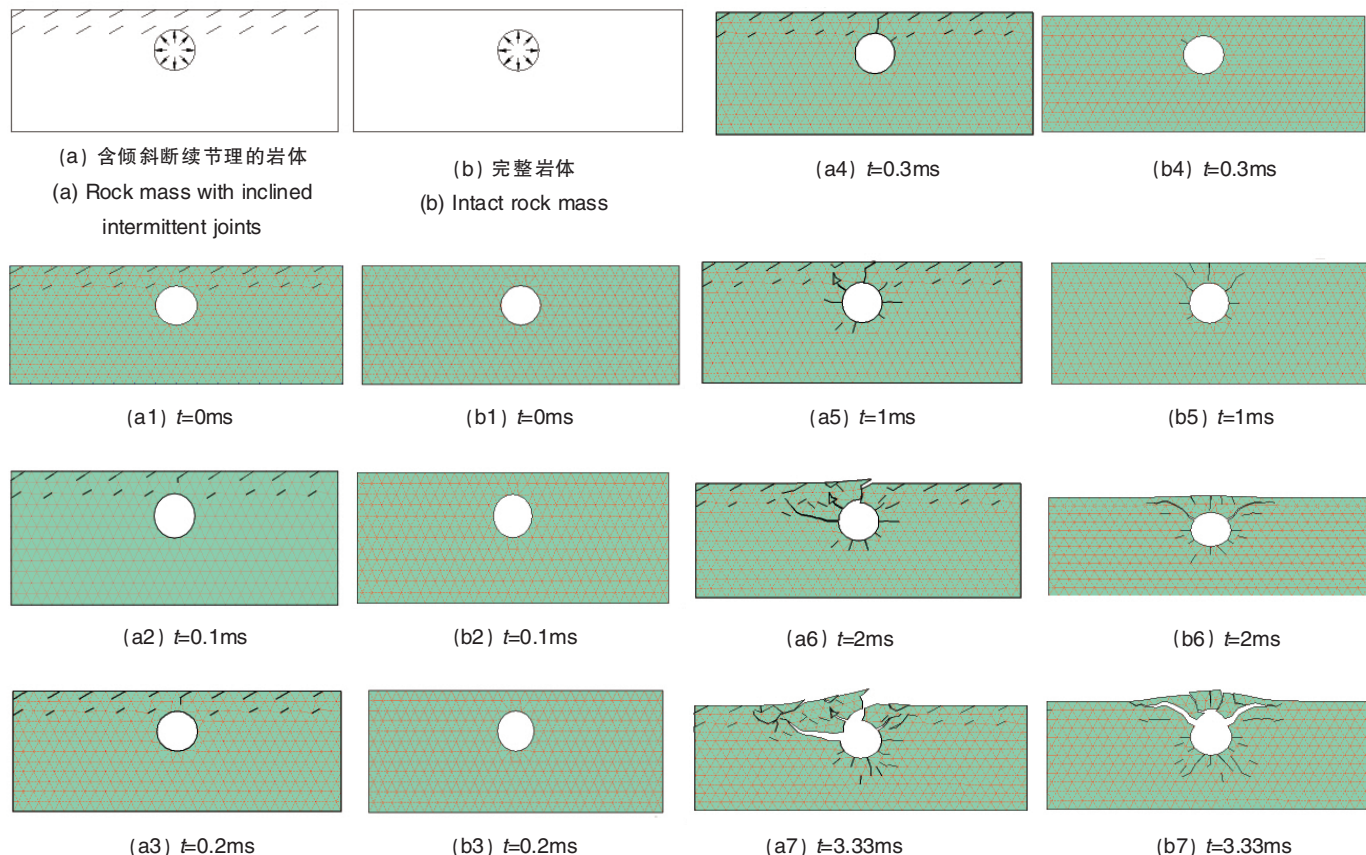 (a) 含倾斜断续节理的岩体
(a) Rock mass with inclined
intermittent joints
(b) 完整岩体
(b) Intact rock mass
(a4) t=0.3ms
(b4) t=0.3ms
(a1) t=0ms
(b1) t=0ms
(a5) t=1ms
(b5) t=1ms
(a2) t=0.1ms
(b2) t=0.1ms
(a6) t=2ms
(b6) t=2ms
(a3) t=0.2ms
(b3) t=0.2ms
(a7) t=3.33ms
(b7) t=3.33ms